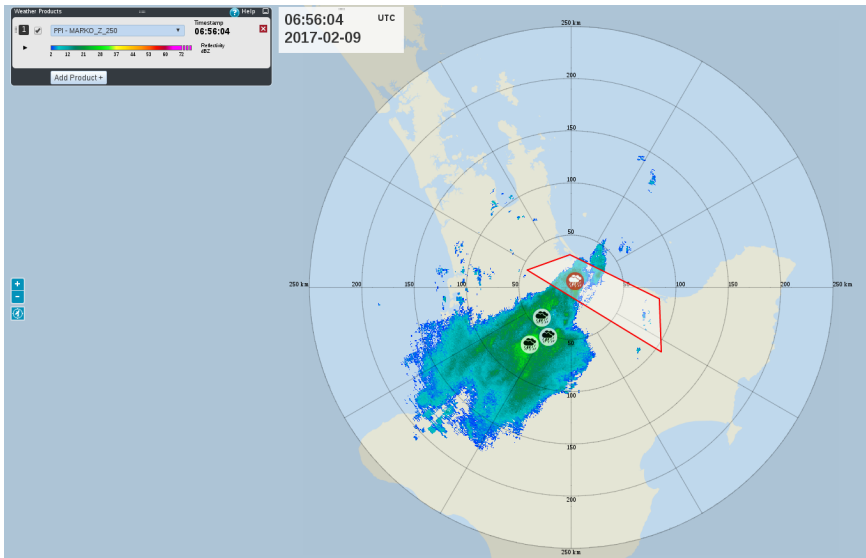 Weather Products
Help
1
PPI - MARKO_Z_250
Timestamp
06:56:04
Reflectivity
dBZ
2 12 21 28 37 44 53 60 72
Add Product +
06:56:04 UTC
2017-02-09
250 km
200
150
100
50
250 km 200 150 100 50 50 100 150 200 250 km
50
100
150
200
250 km
+
-